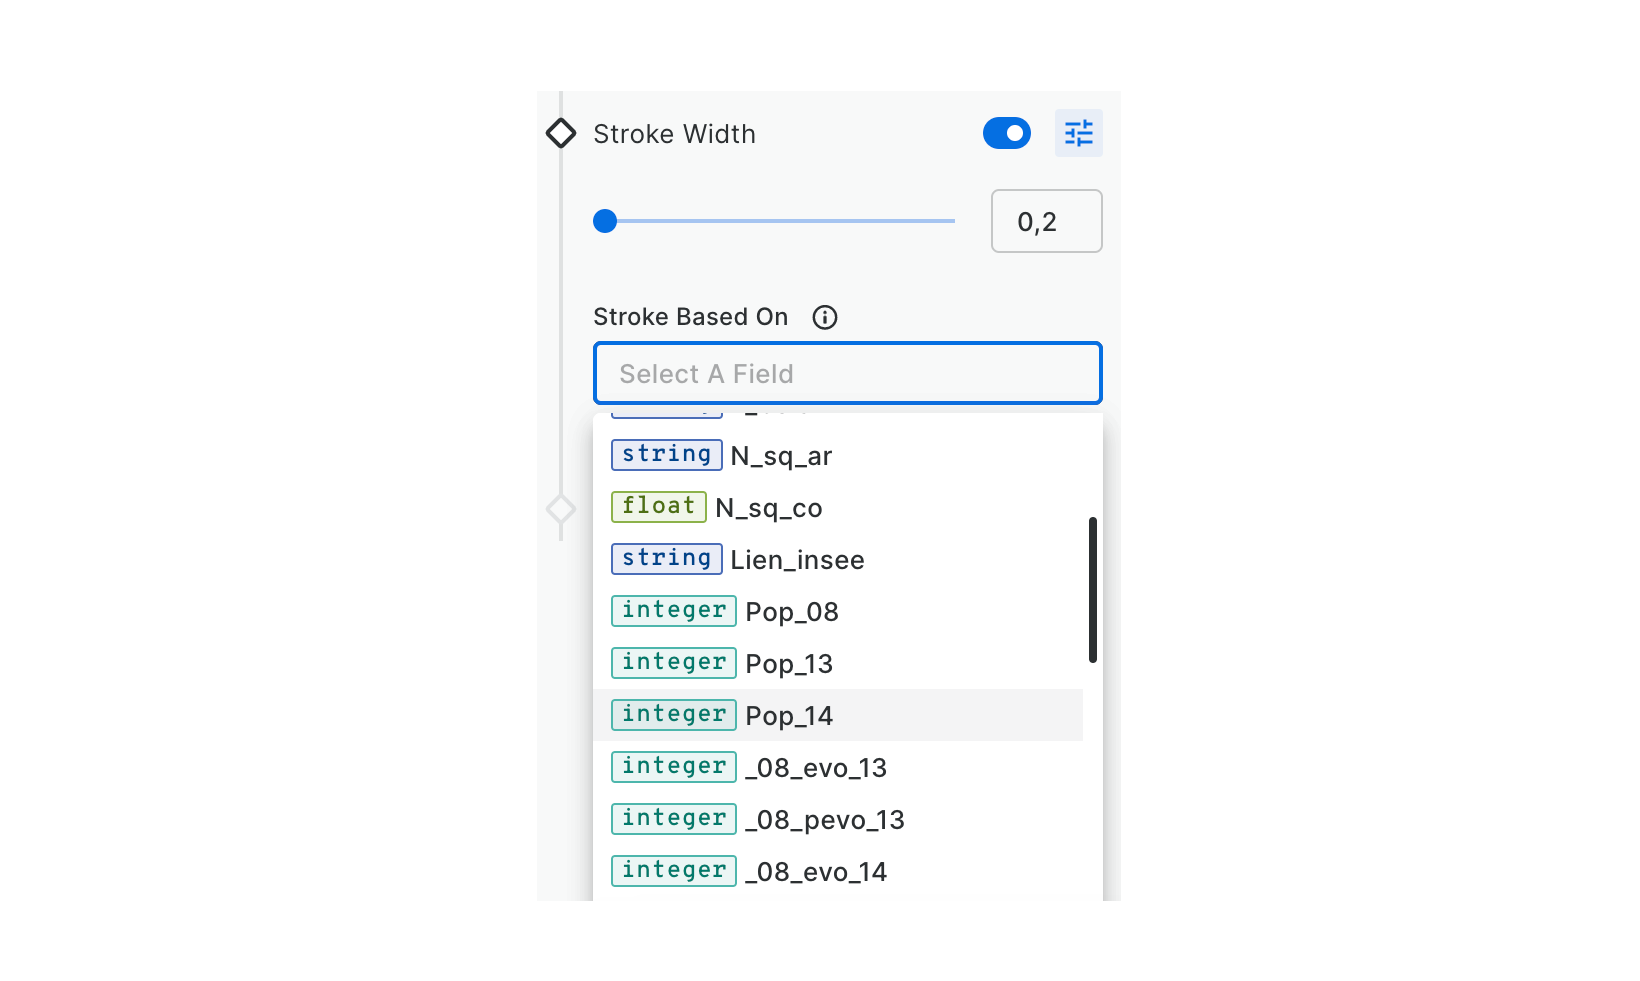 Stroke Width
0,2
Stroke Based On
Select A Field
string N_sq_ar
float N_sq_co
string Lien_insee
integer Pop_08
integer Pop_13
integer Pop_14
integer _08_evo_13
integer _08_pevo_13
integer _08_evo_14